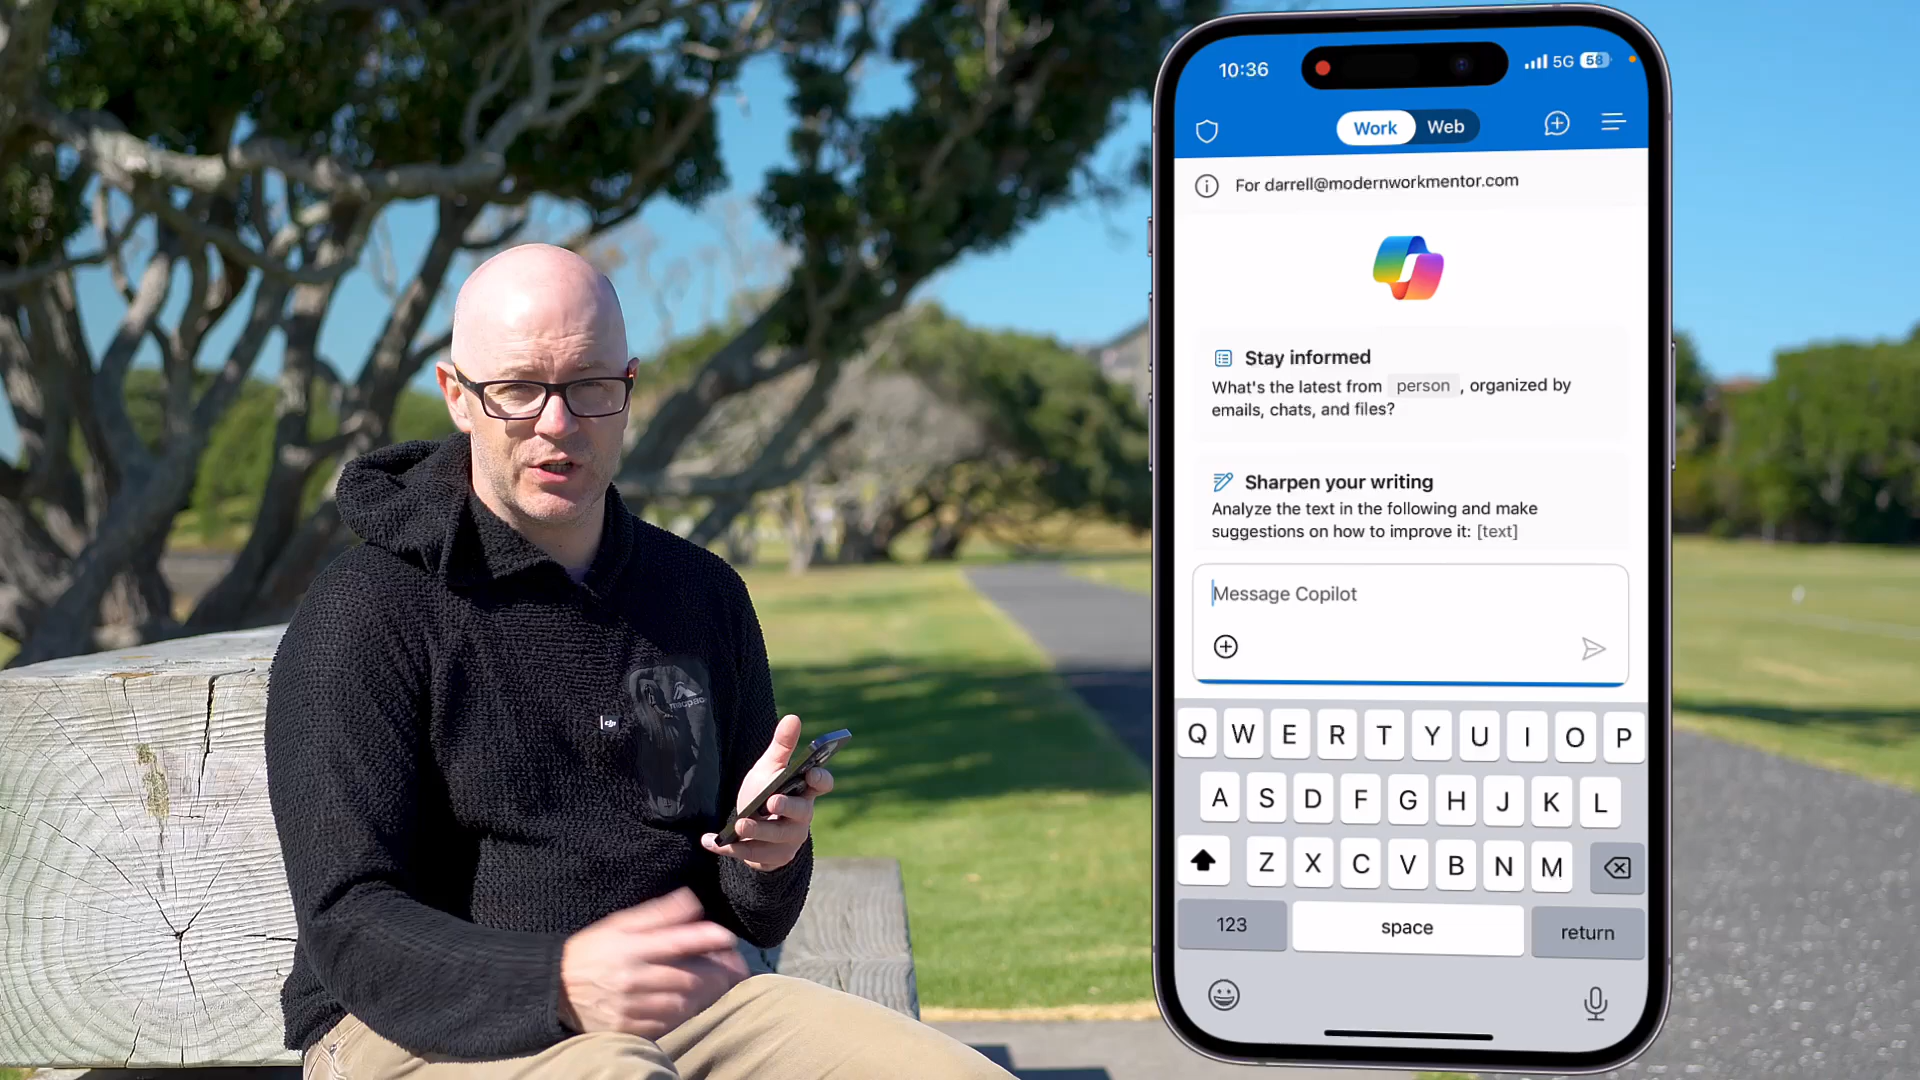 10:36
5G
58
Work
Web
For darrell@modernworkmentor.com
Stay informed
What's the latest from person , organized by
emails, chats, and files?
Sharpen your writing
Analyze the text in the following and make
suggestions on how to improve it: [text]
Message Copilot
Q W E R T Y U I O P
A S D F G H J K L
Z X C V B N M
123
space
return
macpac
dji